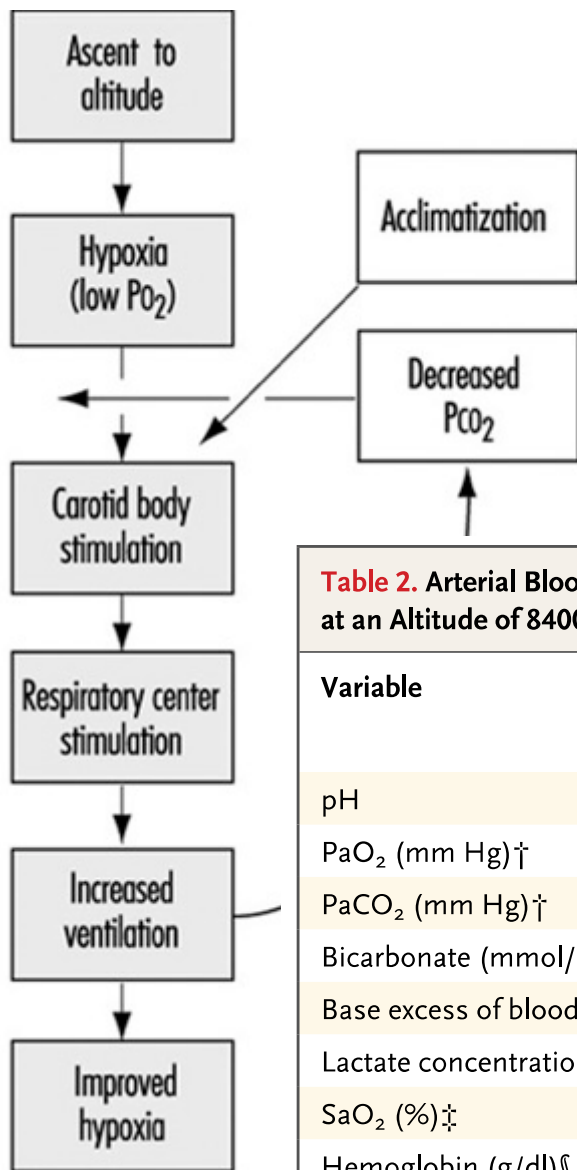 Ascent to
altitude
Hypoxia
(low PO₂)
Acclimatization
Decreased
PCO₂
Carotid body
stimulation
Respiratory center
stimulation
Increased
ventilation
Improved
hypoxia
Table 2. Arterial Bloo
at an Altitude of 840
Variable
pH
PaO₂ (mm Hg)†
PaCO₂ (mm Hg)†
Bicarbonate (mmol/
Base excess of blood
Lactate concentratio
SaO₂ (%)‡
Hemoglobin (g/dl)§